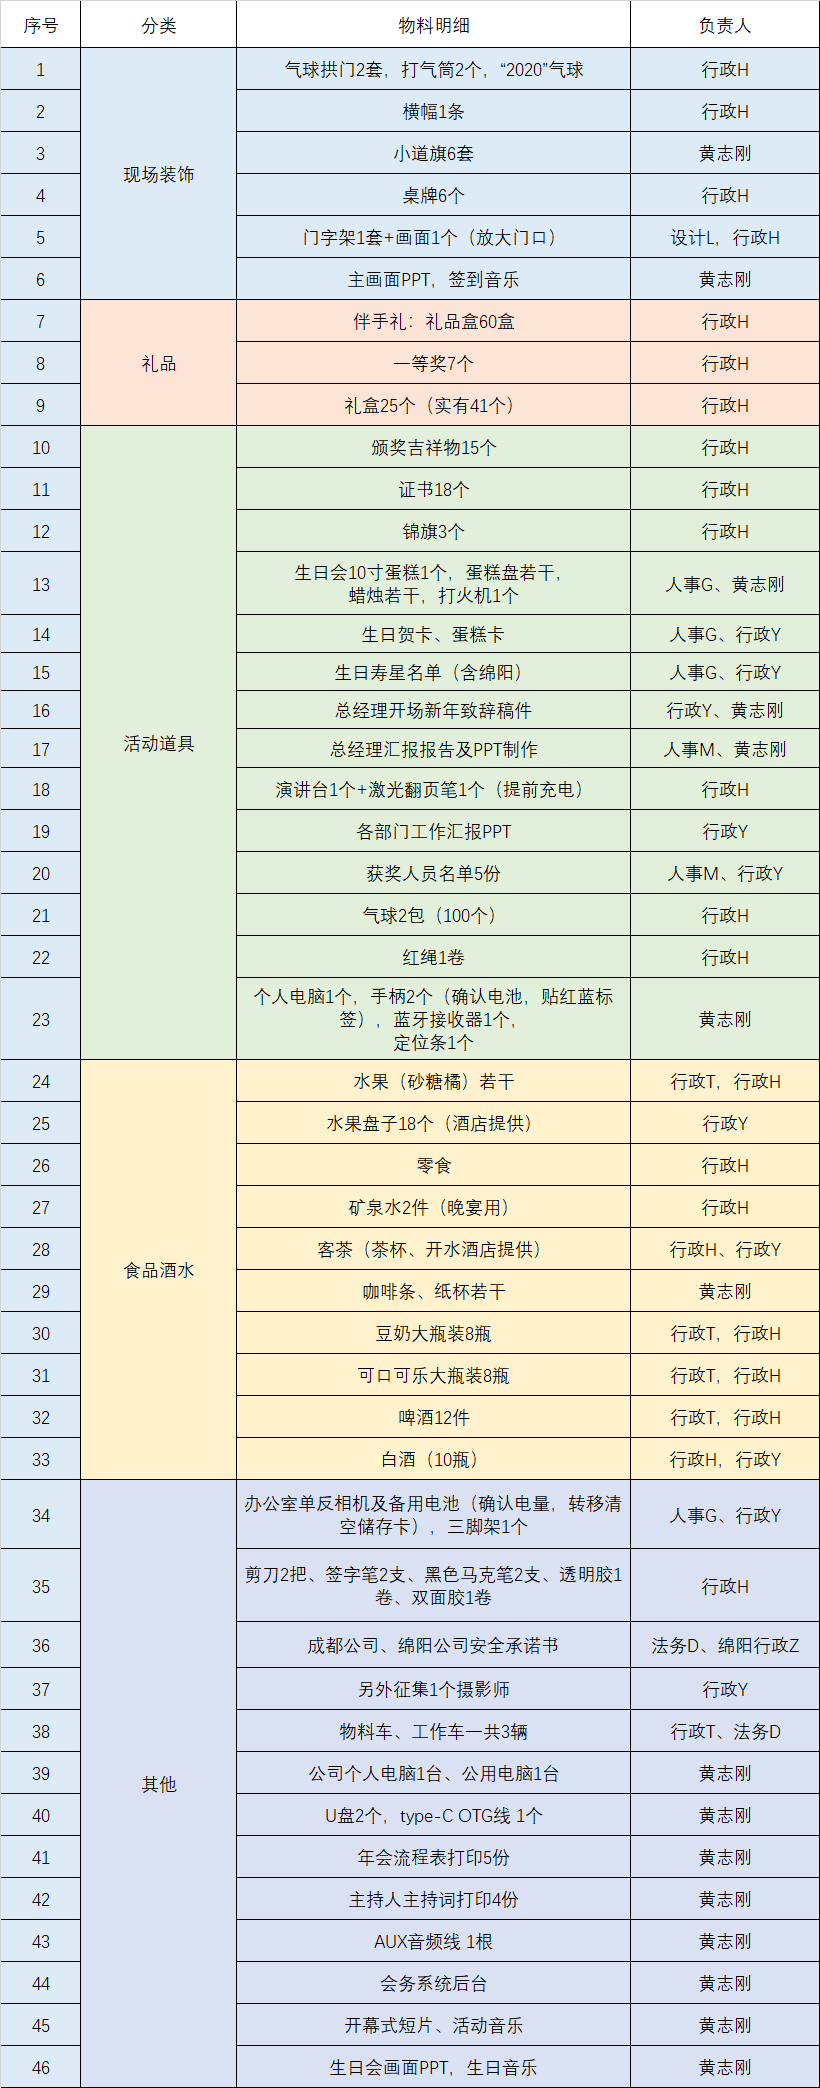 序号 分类 物料明细 负责人
1 气球拱门2套，打气筒2个，“2020”气球 行政H
2 横幅1条 行政H
3 小道旗6套 黄志刚
现场装饰
4 桌牌6个 行政H
5 门字架1套+画面1个（放大门口） 设计L，行政H
6 主画面PPT，签到音乐 黄志刚
7 伴手礼：礼品盒60盒 行政H
8 礼品 一等奖7个 行政H
9 礼盒25个（实有41个） 行政H
10 颁奖吉祥物15个 行政H
11 证书18个 行政H
12 锦旗3个 行政H
13 生日会10寸蛋糕1个，蛋糕盘若干，
蜡烛若干，打火机1个 人事G、黄志刚
14 生日贺卡、蛋糕卡 人事G、行政Y
15 生日寿星名单（含绵阳） 人事G、行政Y
16 总经理开场新年致辞稿件 行政Y、黄志刚
17 活动道具 总经理汇报报告及PPT制作 人事M、黄志刚
18 演讲台1个+激光翻页笔1个（提前充电） 行政H
19 各部门工作汇报PPT 行政Y
20 获奖人员名单5份 人事M、行政Y
21 气球2包（100个） 行政H
22 红绳1卷 行政H
23 个人电脑1个，手柄2个（确认电池，贴红蓝标
签），蓝牙接收器1个，
定位条1个 黄志刚
24 水果（砂糖橘）若干 行政T，行政H
25 水果盘子18个（酒店提供） 行政Y
26 零食 行政H
27 矿泉水2件（晚宴用） 行政H
28 客茶（茶杯、开水酒店提供） 行政H、行政Y
食品酒水
29 咖啡条、纸杯若干 黄志刚
30 豆奶大瓶装8瓶 行政T，行政H
31 可口可乐大瓶装8瓶 行政T，行政H
32 啤酒12件 行政T，行政H
33 白酒（10瓶） 行政H，行政Y
34 办公室单反相机及备用电池（确认电量，转移清
空储存卡），三脚架1个 人事G、行政Y
35 剪刀2把、签字笔2支、黑色马克笔2支、透明胶1
卷、双面胶1卷 行政H
36 成都公司、绵阳公司安全承诺书 法务D、绵阳行政Z
37 另外征集1个摄影师 行政Y
38 物料车、工作车一共3辆 行政T、法务D
39 其他 公司个人电脑1台、公用电脑1台 黄志刚
40 U盘2个，type-C OTG线 1个 黄志刚
41 年会流程表打印5份 黄志刚
42 主持人主持词打印4份 黄志刚
43 AUX音频线 1根 黄志刚
44 会务系统后台 黄志刚
45 开幕式短片、活动音乐 黄志刚
46 生日会画面PPT，生日音乐 黄志刚